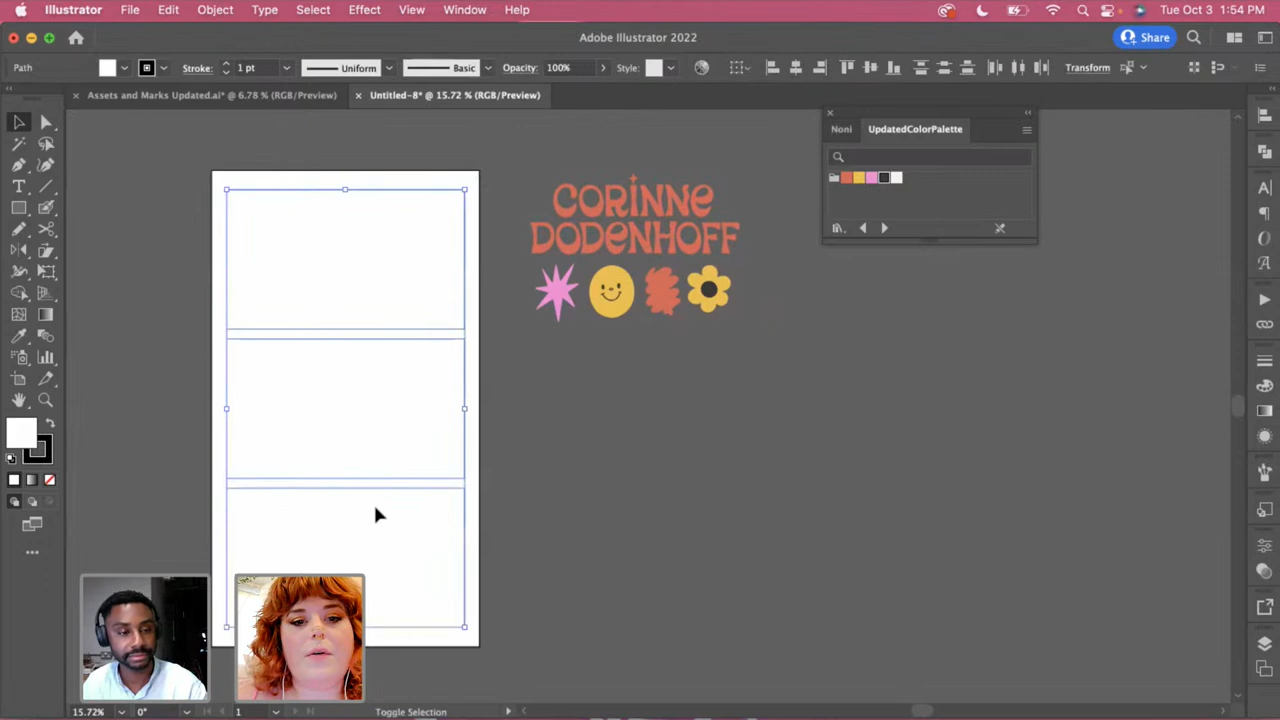 Illustrator File Edit Object Type Select Effect View Window Help Tue Oct 3 1:54 PM
Adobe Illustrator 2022 Share
Path Stroke: 1 pt Uniform Basic Opacity: 100% Style: Transform
× Assets and Marks Updated.ai* @ 6.78 % (RGB/Preview) × Untitled-8* @ 15.72 % (RGB/Preview)
Noni UpdatedColorPalette
CORINNE
DODENHOFF
15.72% 0° 1 Toggle Selection